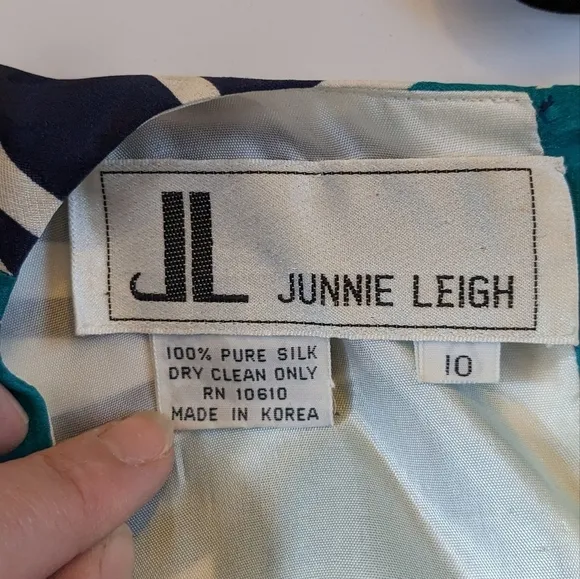 JL JUNNIE LEIGH
100% PURE SILK
DRY CLEAN ONLY
RN 10610
MADE IN KOREA
10